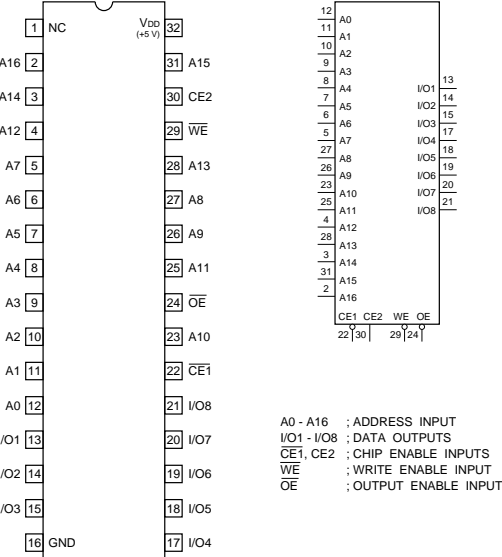 1 NC VDD (+5 V) 32
A16 2 31 A15
A14 3 30 CE2
A12 4 29 WE
A7 5 28 A13
A6 6 27 A8
A5 7 26 A9
A4 8 25 A11
A3 9 24 OE
A2 10 23 A10
A1 11 22 CE1
A0 12 21 I/O8
I/O1 13 20 I/O7
I/O2 14 19 I/O6
I/O3 15 18 I/O5
16 GND 17 I/O4
12 A0
11 A1
10 A2
9 A3
8 A4
7 A5
6 A6
5 A7
27 A8
26 A9
23 A10
25 A11
4 A12
28 A13
3 A14
31 A15
2 A16
I/O1 13
I/O2 14
I/O3 15
I/O4 17
I/O5 18
I/O6 19
I/O7 20
I/O8 21
CE1 CE2 WE OE
22 30 29 24
A0 - A16 ; ADDRESS INPUT
I/O1 - I/O8 ; DATA OUTPUTS
CE1, CE2 ; CHIP ENABLE INPUTS
WE ; WRITE ENABLE INPUT
OE ; OUTPUT ENABLE INPUT